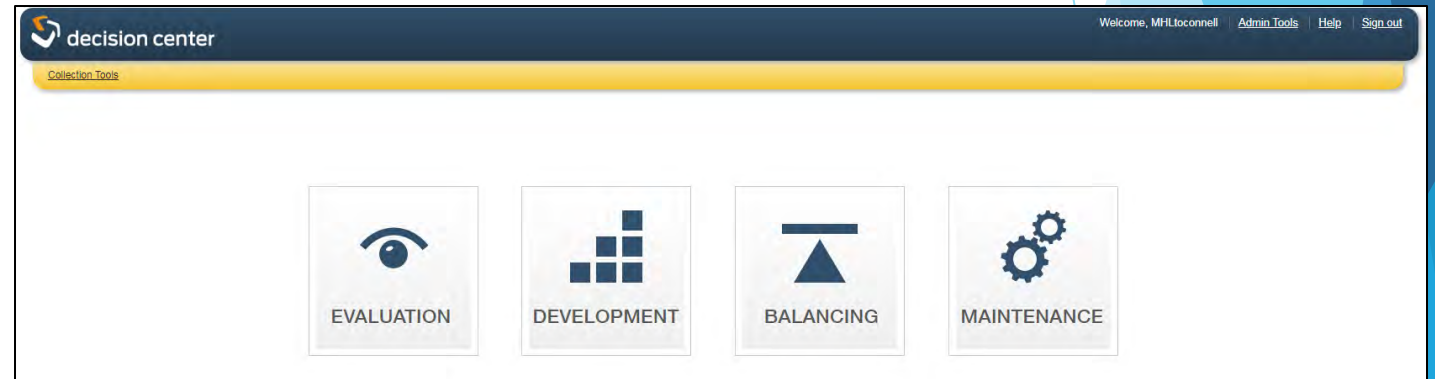 decision center
Welcome, MHLtoconnell Admin Tools Help Sign out
Collection Tools
EVALUATION DEVELOPMENT BALANCING MAINTENANCE